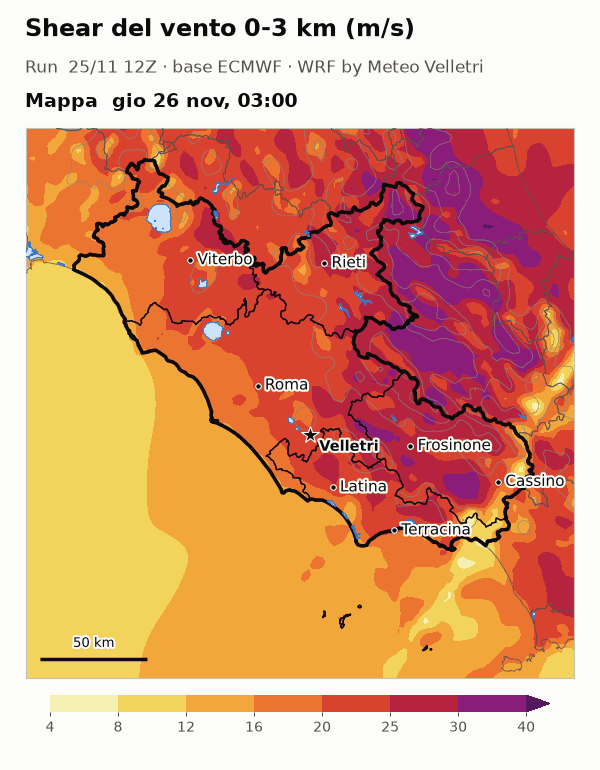 Shear del vento 0-3 km (m/s)
Run  25/11 12Z · base ECMWF · WRF by Meteo Velletri
Mappa  gio 26 nov, 03:00
Viterbo
Rieti
Roma
Velletri
Frosinone
Latina
Cassino
Terracina
50 km
4 8 12 16 20 25 30 40